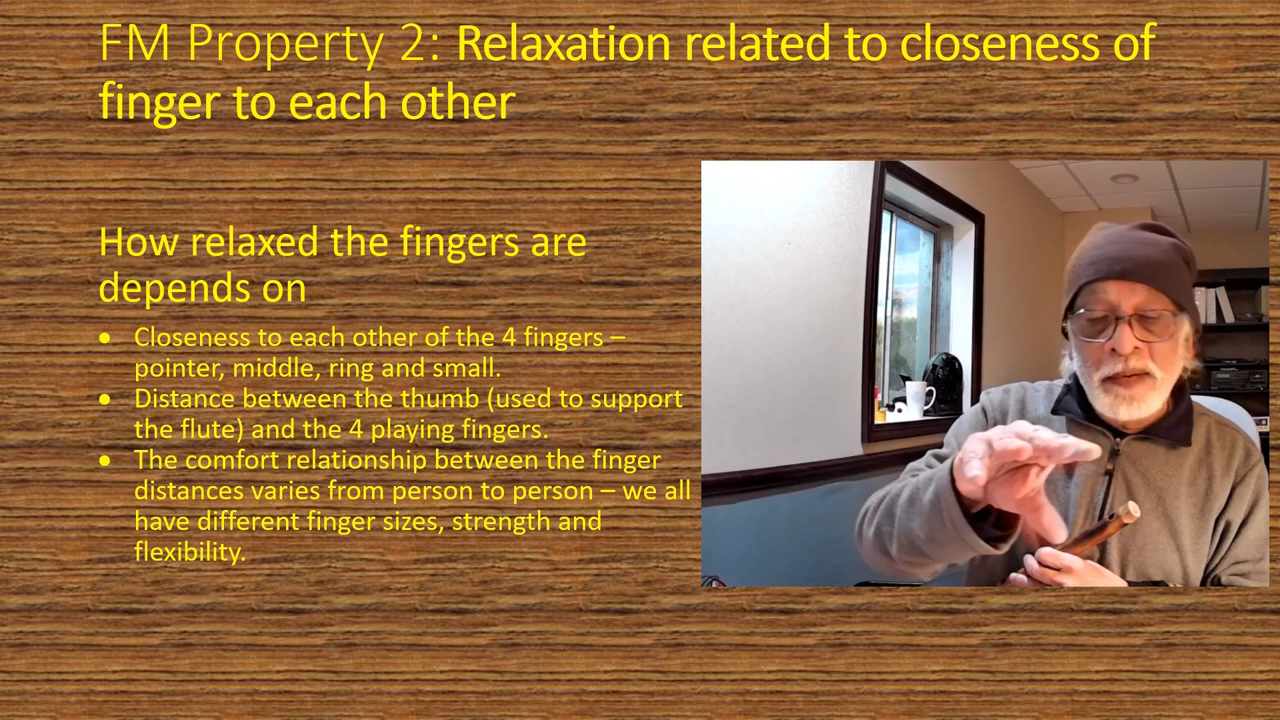 FM Property 2: Relaxation related to closeness of
finger to each other
How relaxed the fingers are
depends on
• Closeness to each other of the 4 fingers –
pointer, middle, ring and small.
• Distance between the thumb (used to support
the flute) and the 4 playing fingers.
• The comfort relationship between the finger
distances varies from person to person – we all
have different finger sizes, strength and
flexibility.